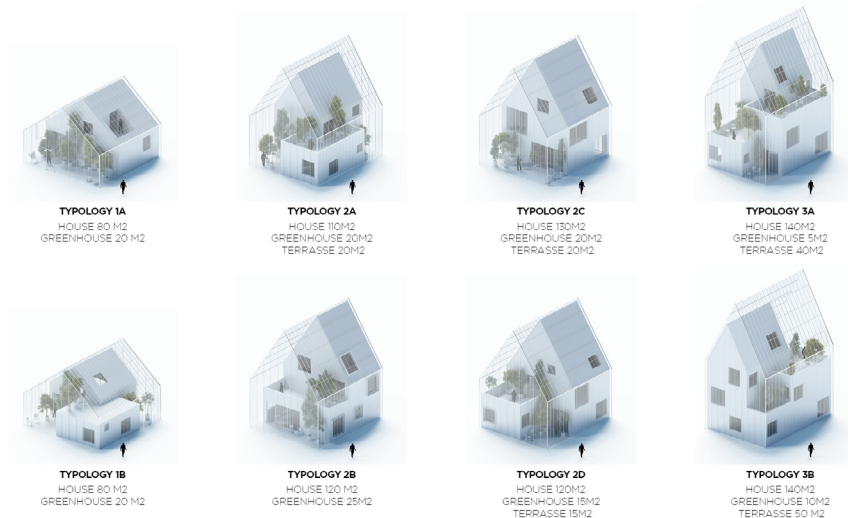 TYPOLOGY 1A
HOUSE 80 M2
GREENHOUSE 20 M2
TYPOLOGY 2A
HOUSE 110M2
GREENHOUSE 20M2
TERRASSE 20M2
TYPOLOGY 2C
HOUSE 130M2
GREENHOUSE 20M2
TERRASSE 20M2
TYPOLOGY 3A
HOUSE 140M2
GREENHOUSE 5M2
TERRASSE 40M2
TYPOLOGY 1B
HOUSE 80 M2
GREENHOUSE 20 M2
TYPOLOGY 2B
HOUSE 120 M2
GREENHOUSE 25M2
TYPOLOGY 2D
HOUSE 120M2
GREENHOUSE 15M2
TERRASSE 15M2
TYPOLOGY 3B
HOUSE 140M2
GREENHOUSE 10M2
TERRASSE 50 M2